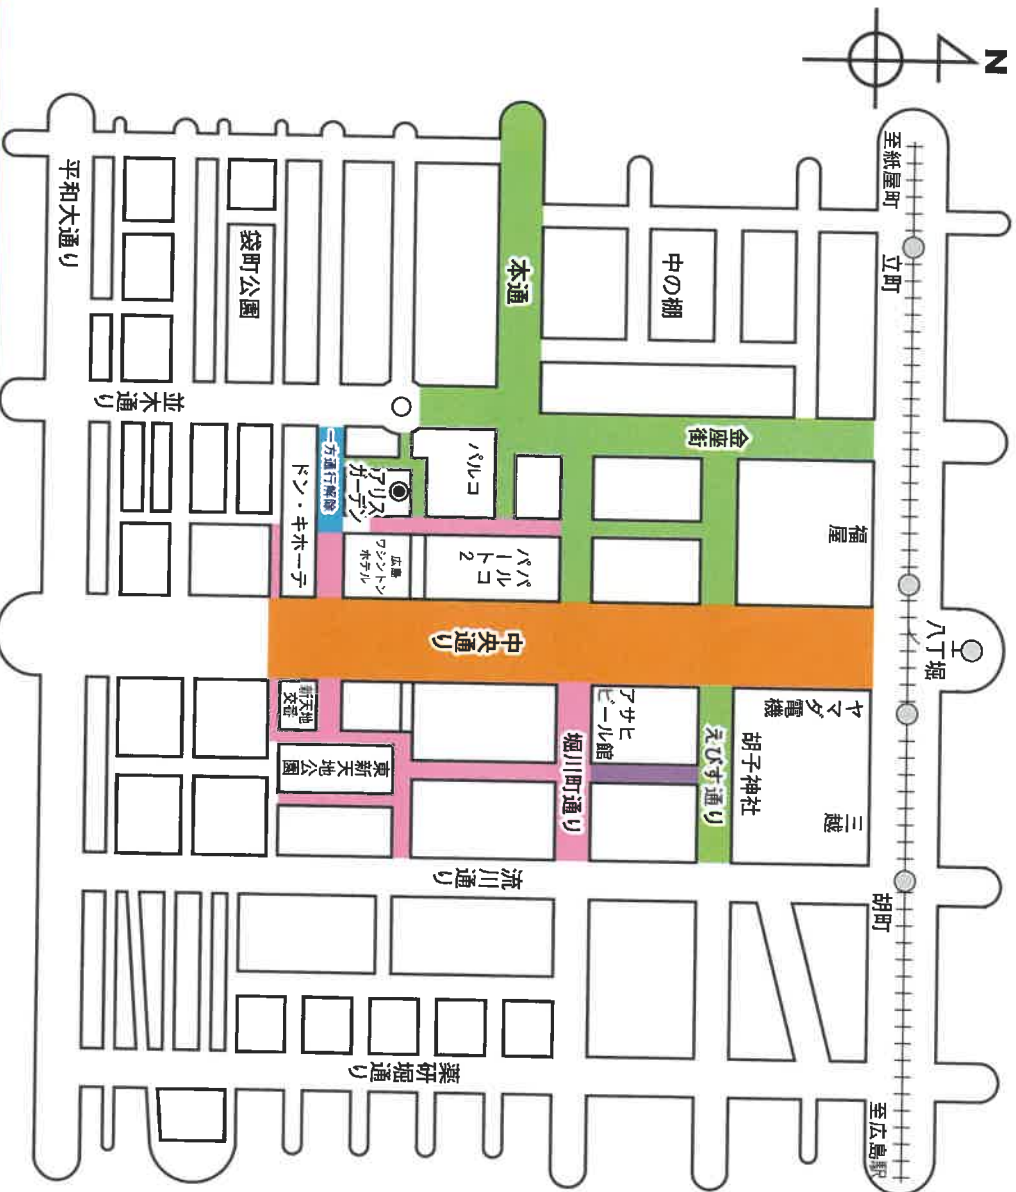 N
至紙屋町
立町
八丁堀
胡町
至広島駅
中の棚
福屋
ヤマダ
電機
胡子神社
三越
金座
街
えびす通り
アサヒ
ビール館
堀川町通り
本通
パルコ
パルコ
パート
2
中央
通り
アリス
ガーデン
広島
ワシントン
ホテル
一方通行解除
ドン・キホーテ
新天地
交番
東新天地公園
袋町公園
平和大通り
並木通り
流川
通り
薬研堀通り